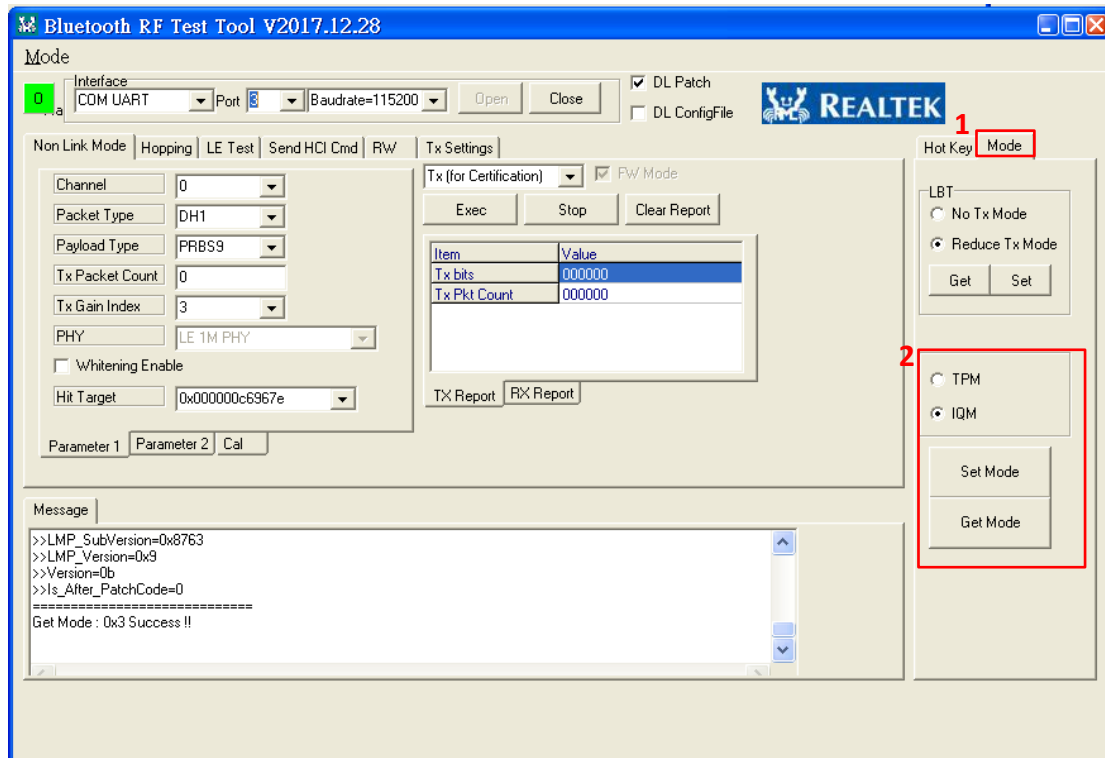 Bluetooth RF Test Tool V2017.12.28
Mode
Interface
0
COM UART
Port
3
Baudrate=115200
Open
Close
DL Patch
DL ConfigFile
REALTEK
Non Link Mode
Hopping
LE Test
Send HCI Cmd
RW
Tx Settings
1
Hot Key
Mode
Channel
0
Packet Type
DH1
Payload Type
PRBS9
Tx Packet Count
0
Tx Gain Index
3
PHY
LE 1M PHY
Whitening Enable
Hit Target
0x000000c6967e
Parameter 1
Parameter 2
Cal
Tx (for Certification)
FW Mode
Exec
Stop
Clear Report
Item Value
Tx bits 000000
Tx Pkt Count 000000
TX Report
RX Report
LBT
No Tx Mode
Reduce Tx Mode
Get
Set
2
TPM
IQM
Set Mode
Get Mode
Message
>>LMP_SubVersion=0x8763
>>LMP_Version=0x9
>>Version=0b
>>Is_After_PatchCode=0
============================
Get Mode : 0x3 Success !!